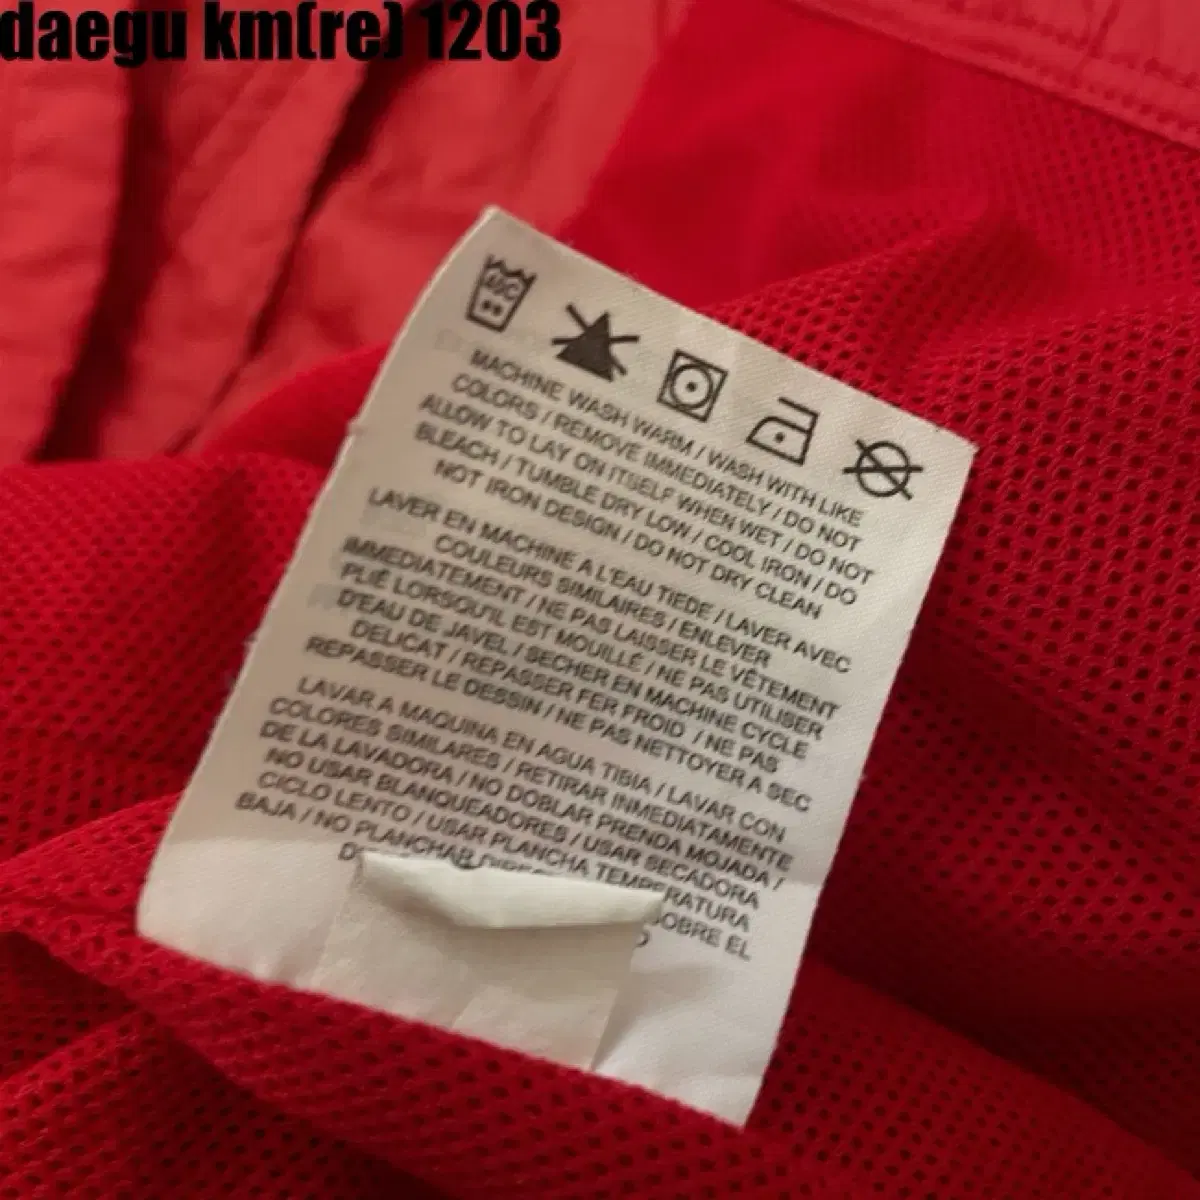 daegu km(re) 1203
40C
MACHINE WASH WARM / WASH WITH LIKE
COLORS / REMOVE IMMEDIATELY / DO NOT
ALLOW TO LAY ON ITSELF WHEN WET / DO NOT
BLEACH / TUMBLE DRY LOW / COOL IRON / DO
NOT IRON DESIGN / DO NOT DRY CLEAN
LAVER EN MACHINE A L'EAU TIEDE / LAVER AVEC
COULEURS SIMILAIRES / ENLEVER
IMMEDIATEMENT / NE PAS LAISSER LE VÊTEMENT
PLIÉ LORSQU'IL EST MOUILLÉ / NE PAS UTILISER
D'EAU DE JAVEL / SECHER EN MACHINE CYCLE
DELICAT / REPASSER FER FROID / NE PAS
REPASSER LE DESSIN / NE PAS NETTOYER A SEC
LAVAR A MAQUINA EN AGUA TIBIA / LAVAR CON
COLORES SIMILARES / RETIRAR INMEDIATAMENTE
DE LA LAVADORA / NO DOBLAR PRENDA MOJADA /
NO USAR BLANQUEADORES / USAR SECADORA
CICLO LENTO / USAR PLANCHA TEMPERATURA
BAJA / NO PLANCHAR SOBRE EL